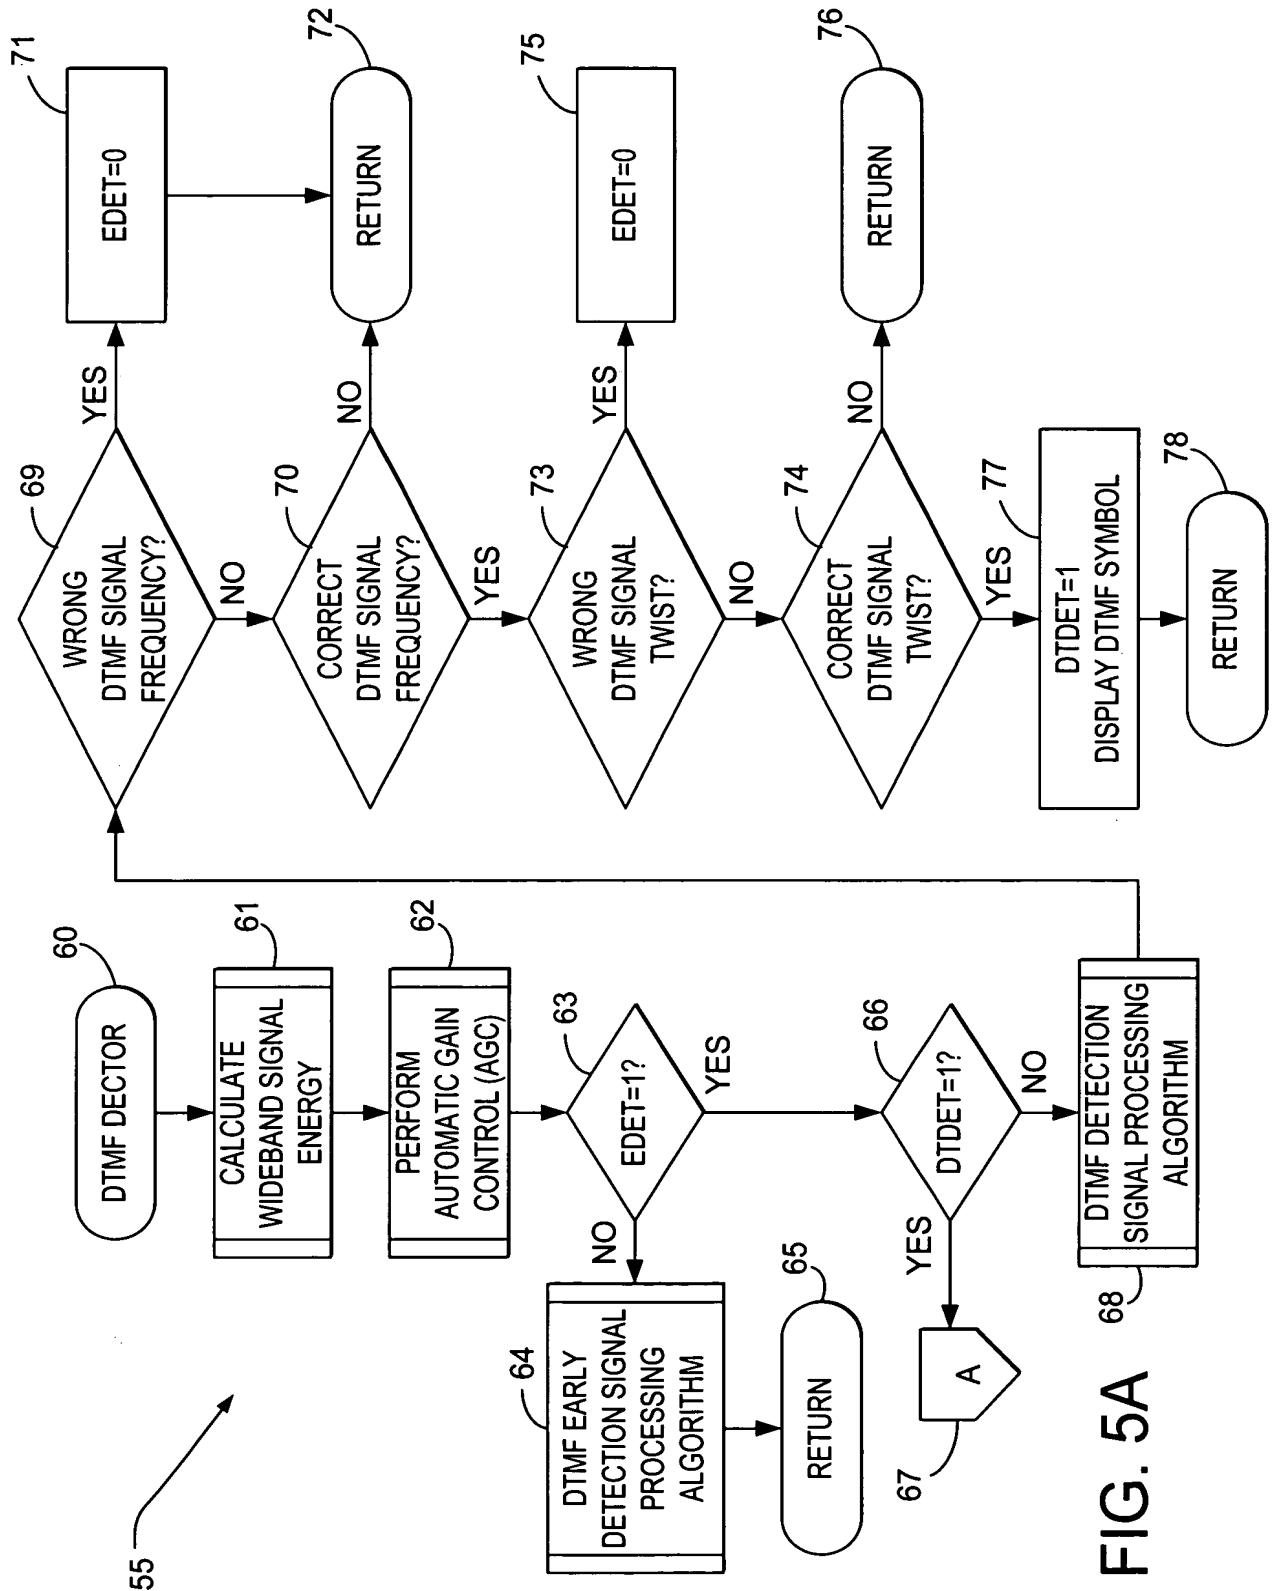 55
60
DTMF DECTOR
61
CALCULATE
WIDEBAND SIGNAL
ENERGY
62
PERFORM
AUTOMATIC GAIN
CONTROL (AGC)
63
EDET=1?
NO
YES
64
DTMF EARLY
DETECTION SIGNAL
PROCESSING
ALGORITHM
65
RETURN
66
DTDET=1?
YES
NO
67
A
68
DTMF DETECTION
SIGNAL PROCESSING
ALGORITHM
69
WRONG
DTMF SIGNAL
FREQUENCY?
YES
NO
71
EDET=0
70
CORRECT
DTMF SIGNAL
FREQUENCY?
NO
YES
72
RETURN
73
WRONG
DTMF SIGNAL
TWIST?
YES
NO
75
EDET=0
74
CORRECT
DTMF SIGNAL
TWIST?
NO
YES
76
RETURN
77
DTDET=1
DISPLAY DTMF SYMBOL
78
RETURN
FIG. 5A